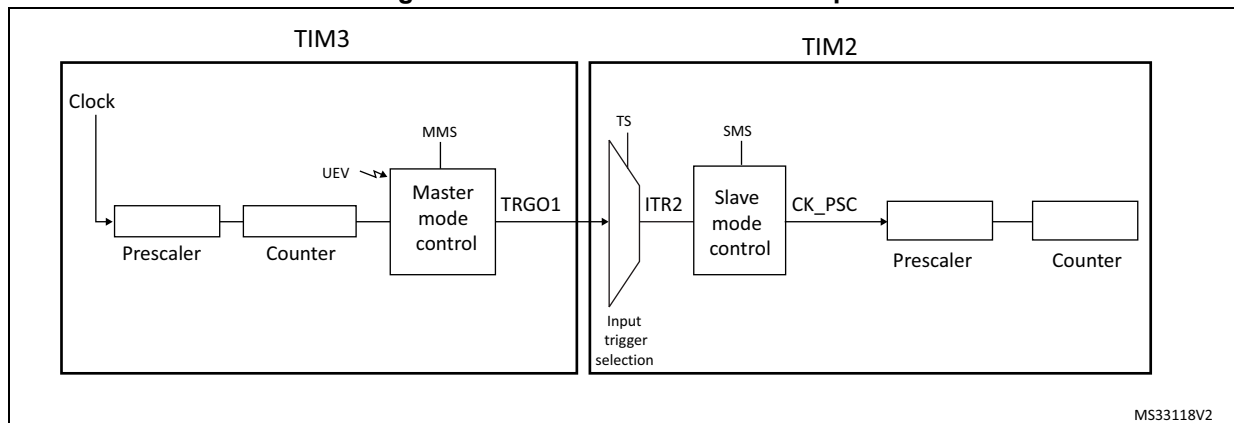 TIM3
TIM2
Clock
MMS
TS
SMS
UEV
Master
mode
control
TRGO1
ITR2
Slave
mode
control
CK_PSC
Prescaler
Counter
Prescaler
Counter
Input
trigger
selection
MS33118V2